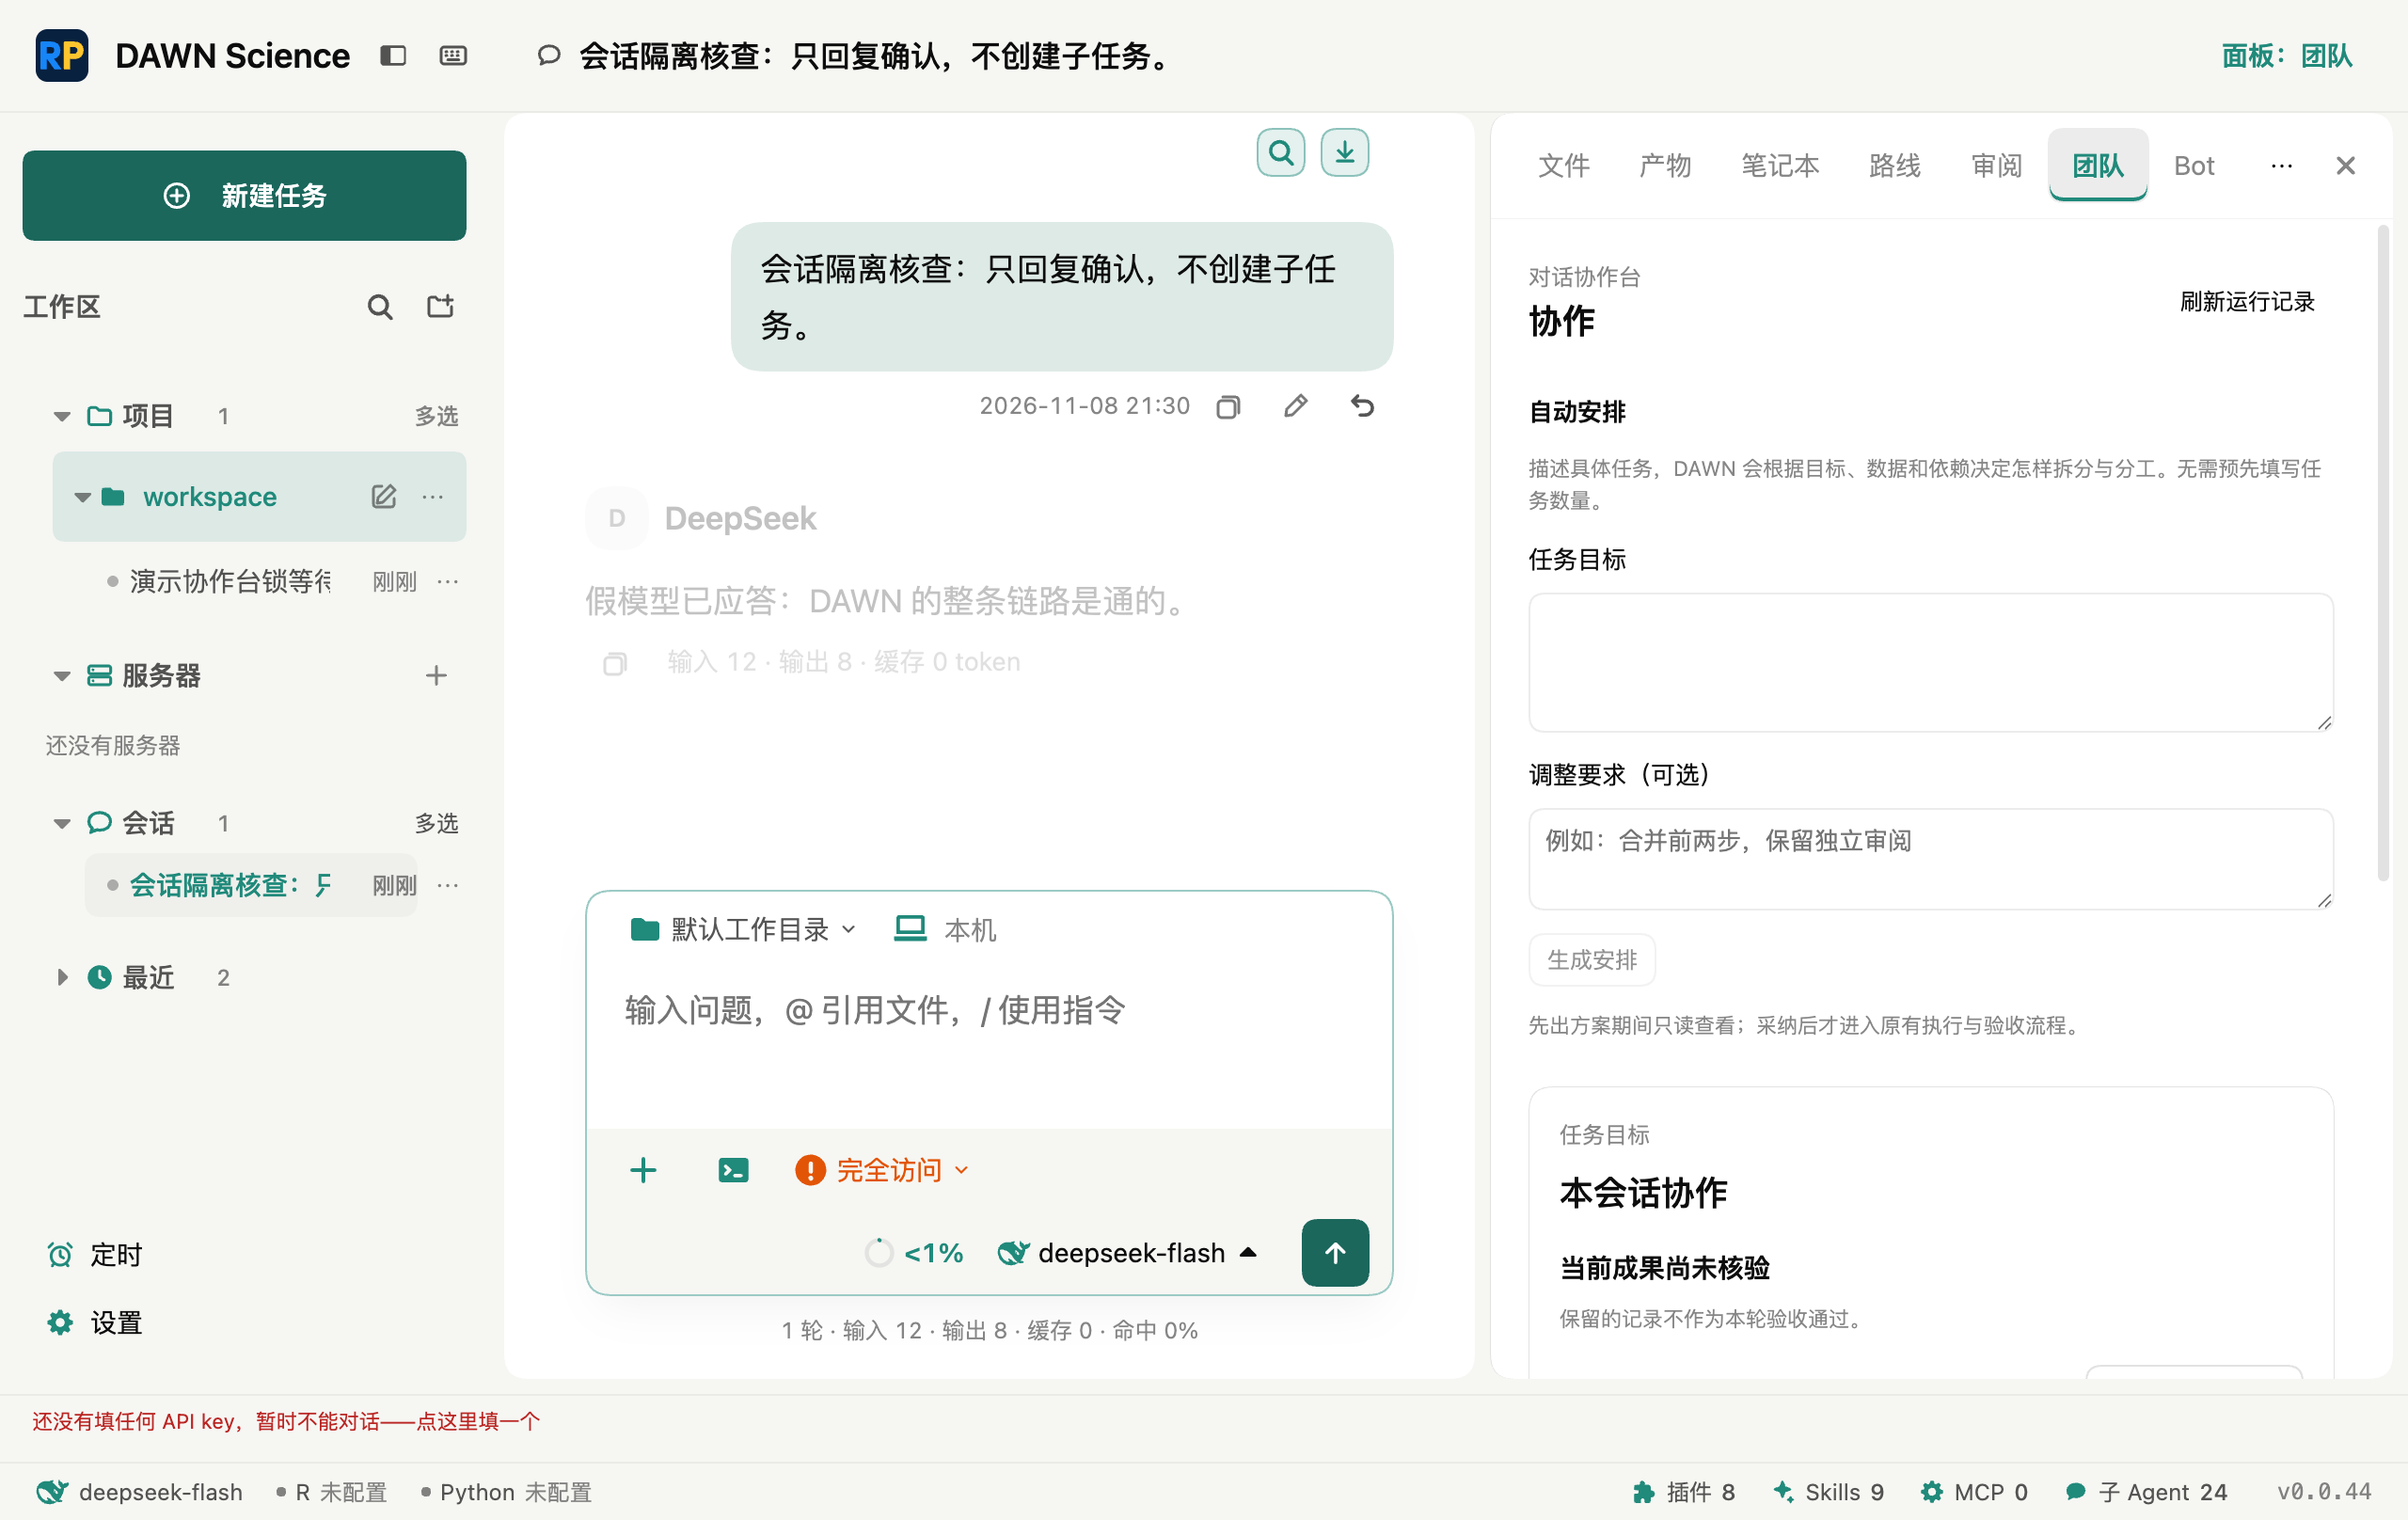 RP DAWN Science
会话隔离核查：只回复确认，不创建子任务。
面板：团队
新建任务
工作区
项目 1 多选
workspace
演示协作台锁等 刚刚
服务器
还没有服务器
会话 1 多选
会话隔离核查： 刚刚
最近 2
定时
设置
会话隔离核查：只回复确认，不创建子任
务。
2026-11-08 21:30
D DeepSeek
假模型已应答：DAWN 的整条链路是通的。
输入 12 · 输出 8 · 缓存 0 token
默认工作目录 本机
输入问题，@ 引用文件，/ 使用指令
完全访问
<1% deepseek-flash
1 轮 · 输入 12 · 输出 8 · 缓存 0 · 命中 0%
文件 产物 笔记本 路线 审阅 团队 Bot
对话协作台
协作
刷新运行记录
自动安排
描述具体任务，DAWN 会根据目标、数据和依赖决定怎样拆分与分工。无需预先填写任
务数量。
任务目标
调整要求（可选）
例如：合并前两步，保留独立审阅
生成安排
先出方案期间只读查看；采纳后才进入原有执行与验收流程。
任务目标
本会话协作
当前成果尚未核验
保留的记录不作为本轮验收通过。
还没有填任何 API key，暂时不能对话——点这里填一个
deepseek-flash R 未配置 Python 未配置
插件 8 Skills 9 MCP 0 子 Agent 24 v0.0.44